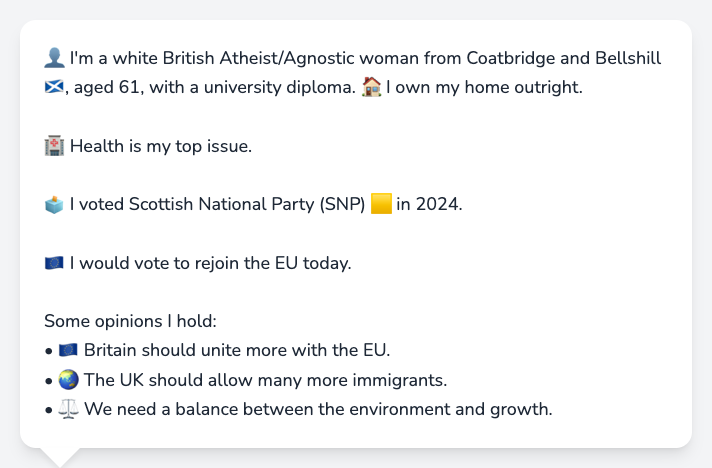 👤 I'm a white British Atheist/Agnostic woman from Coatbridge and Bellshill
🏴󠁧󠁢󠁳󠁣󠁴󠁿, aged 61, with a university diploma. 🏠 I own my home outright.
🏥 Health is my top issue.
🗳️ I voted Scottish National Party (SNP) 🟨 in 2024.
🇪🇺 I would vote to rejoin the EU today.
Some opinions I hold:
• 🇪🇺 Britain should unite more with the EU.
• 🌏 The UK should allow many more immigrants.
• ⚖️ We need a balance between the environment and growth.